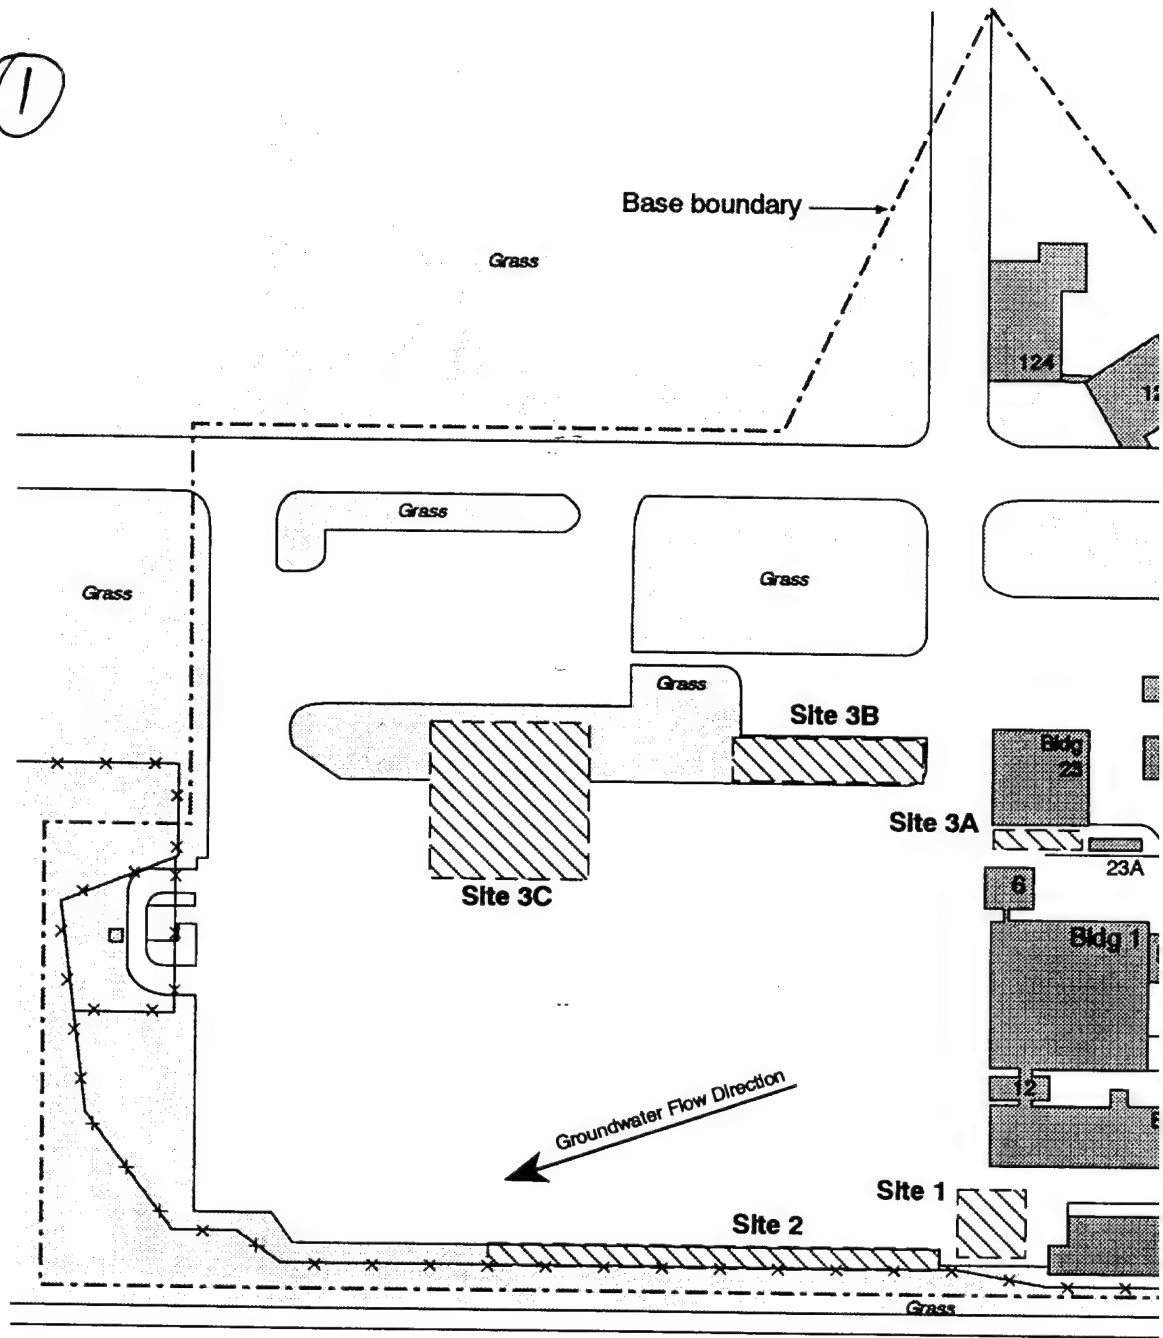 1
Base boundary
Grass
124
Grass
Grass
Grass
Grass
Site 3B
Bldg
23
Site 3A
23A
Site 3C
6
Bldg 1
12
Groundwater Flow Direction
Site 1
Site 2
Grass